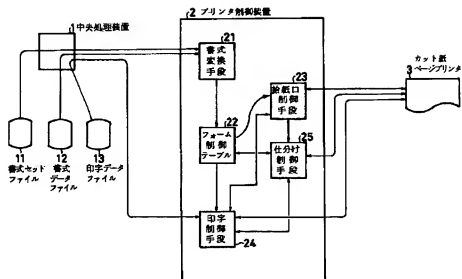 1 中央処理装置
2 プリンタ制御装置
21
書式
変換
手段
22
フォーム
制御
テーブル
23
給紙口
制御
手段
25
仕分け
制御
手段
印字
制御
手段
24
カット紙
3 ページプリンタ
11
書式セット
ファイル
12
書式
データ
ファイル
13
印字データ
ファイル